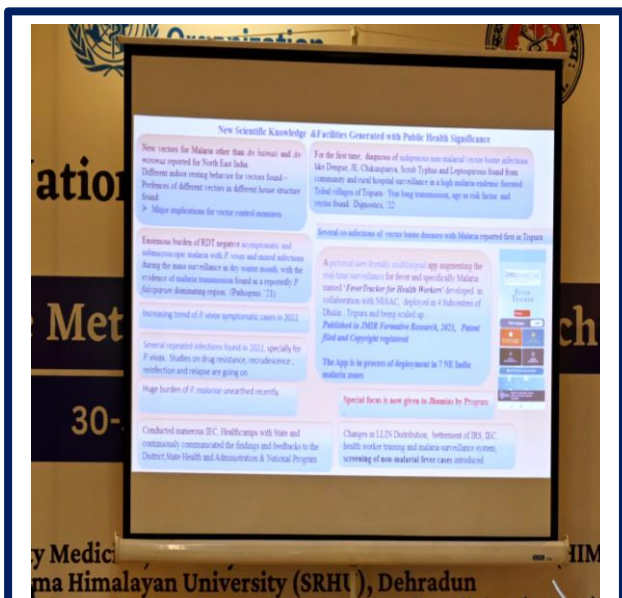 Organization
New Scientific Knowledge &Facilities Generated with Public Health Significance
New vectors for Malaria other than An baimaii and An
minimus reported for North East India
Different indoor resting behavior for vectors found –
Prefences of different vectors in different house structure
found
➢ Major implications for vector control measures
Enormous burden of RDT negative asymptomatic and
submicroscopic malaria with P. vivax and mixed infections
during the mass surveillance in dry winter month, with the
evidence of malaria transmission found in a reportedly P.
falciparum dominating region. (Pathogens. '21)
Increasing trend of P. vivax symptomatic cases in 2022
Several repeated infections found in 2022, specially for
P. vivax. Studies on drug resistance, recrudescence,
reinfection and relapse are going on
Huge burden of P. malariae unearthed recently
Conducted numerous IEC, Healthcamps with State and
continuously communicated the findings and feedbacks to the
District, State Health and Administration & National Program
For the first time, diagnosis of indigenous non-malarial vector borne infections
like Dengue, JE, Chikungunya, Scrub Typhus and Leptospirosis found from
community and rural hospital surveillance in a high malaria endemic forested
Tribal villages of Tripura. Year long transmission, age as risk factor and
vector found. Dignostics, '22
Several co-infections of vector borne diseases with Malaria reported first in Tripura
A pictorial user-friendly multilingual app augmenting the
real-time surveillance for fever and specifically Malaria
named 'FeverTracker for Health Workers' developed in
collaboration with NESAC, deployed in 4 Subcenters of
Dhalai, Tripura and being scaled up.
Published in JMIR Formative Research, 2021, Patent
filed and Copyright registered
The App is in process of deployment in 7 NE India
malaria zones
Special focus is now given to Jhumias by Program
Changes in LLIN Distribution, betterment of IRS, IEC,
health worker training and malaria surveillance system,
screening of non-malarial fever cases introduced
atio
Met
ch
30-
ty Medic
(HIM
ma Himalayan University (SRHU), Dehradun